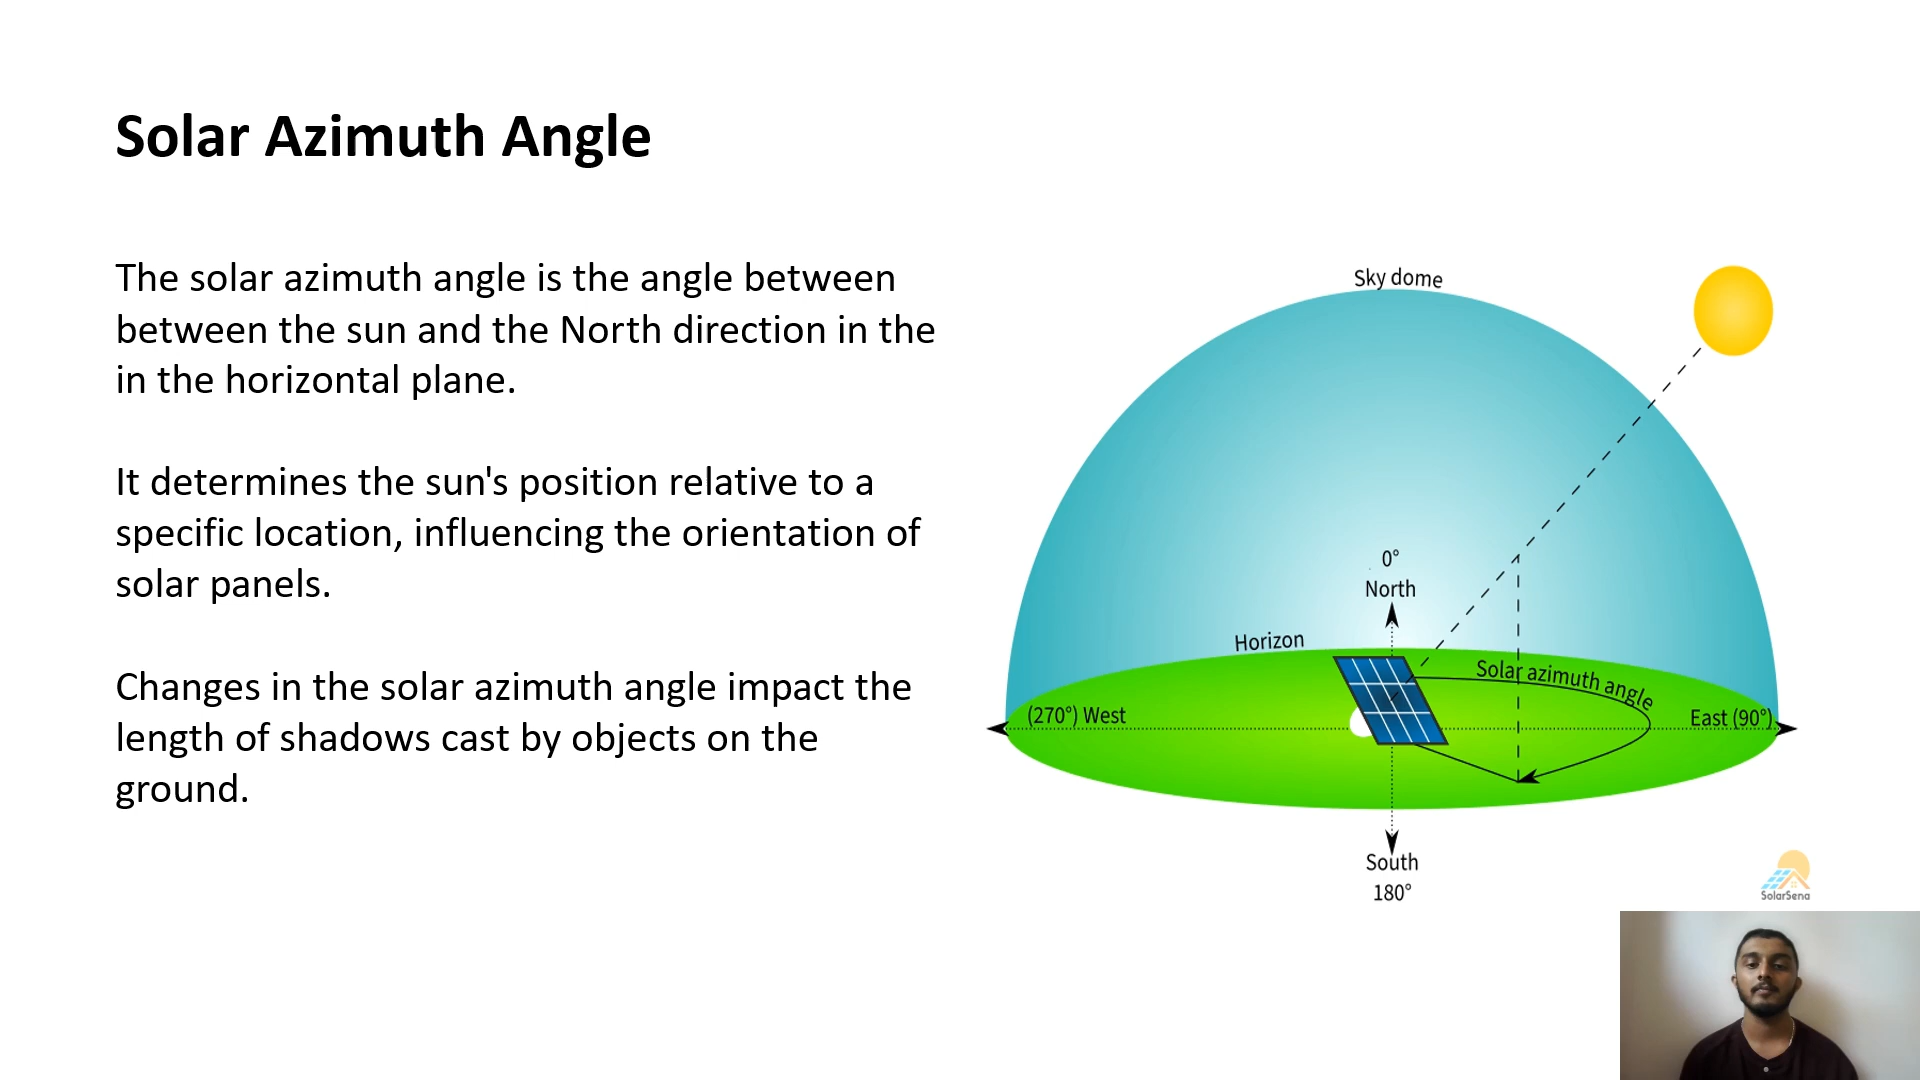 Solar Azimuth Angle
The solar azimuth angle is the angle between
between the sun and the North direction in the
in the horizontal plane.
It determines the sun's position relative to a
specific location, influencing the orientation of
solar panels.
Changes in the solar azimuth angle impact the
length of shadows cast by objects on the
ground.
Sky dome
0°
North
Horizon
Solar azimuth angle
(270°) West
East (90°)
South
180°
SolarSena